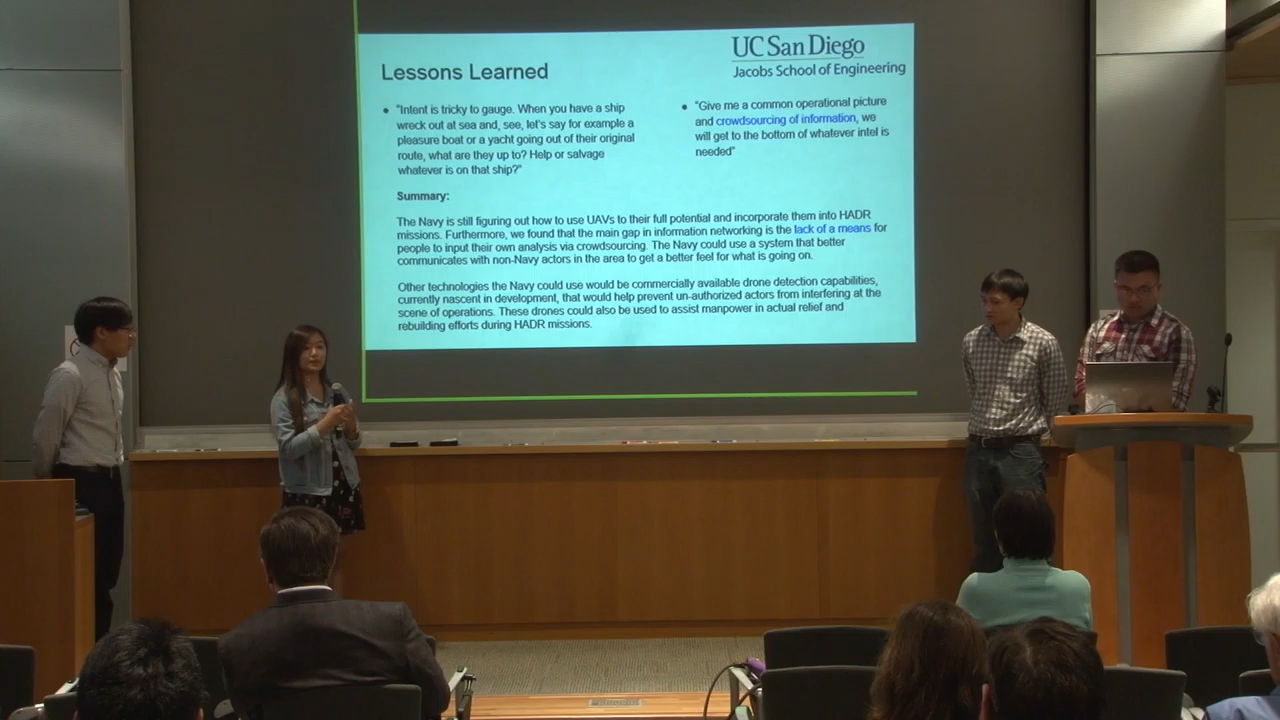 UC San Diego
Jacobs School of Engineering
Lessons Learned
• "Intent is tricky to gauge. When you have a ship
wreck out at sea and, see, let's say for example a
pleasure boat or a yacht going out of their original
route, what are they up to? Help or salvage
whatever is on that ship?"
• "Give me a common operational picture
and crowdsourcing of information, we
will get to the bottom of whatever intel is
needed"
Summary:
The Navy is still figuring out how to use UAVs to their full potential and incorporate them into HADR
missions. Furthermore, we found that the main gap in information networking is the lack of a means for
people to input their own analysis via crowdsourcing. The Navy could use a system that better
communicates with non-Navy actors in the area to get a better feel for what is going on.
Other technologies the Navy could use would be commercially available drone detection capabilities,
currently nascent in development, that would help prevent un-authorized actors from interfering at the
scene of operations. These drones could also be used to assist manpower in actual relief and
rebuilding efforts during HADR missions.